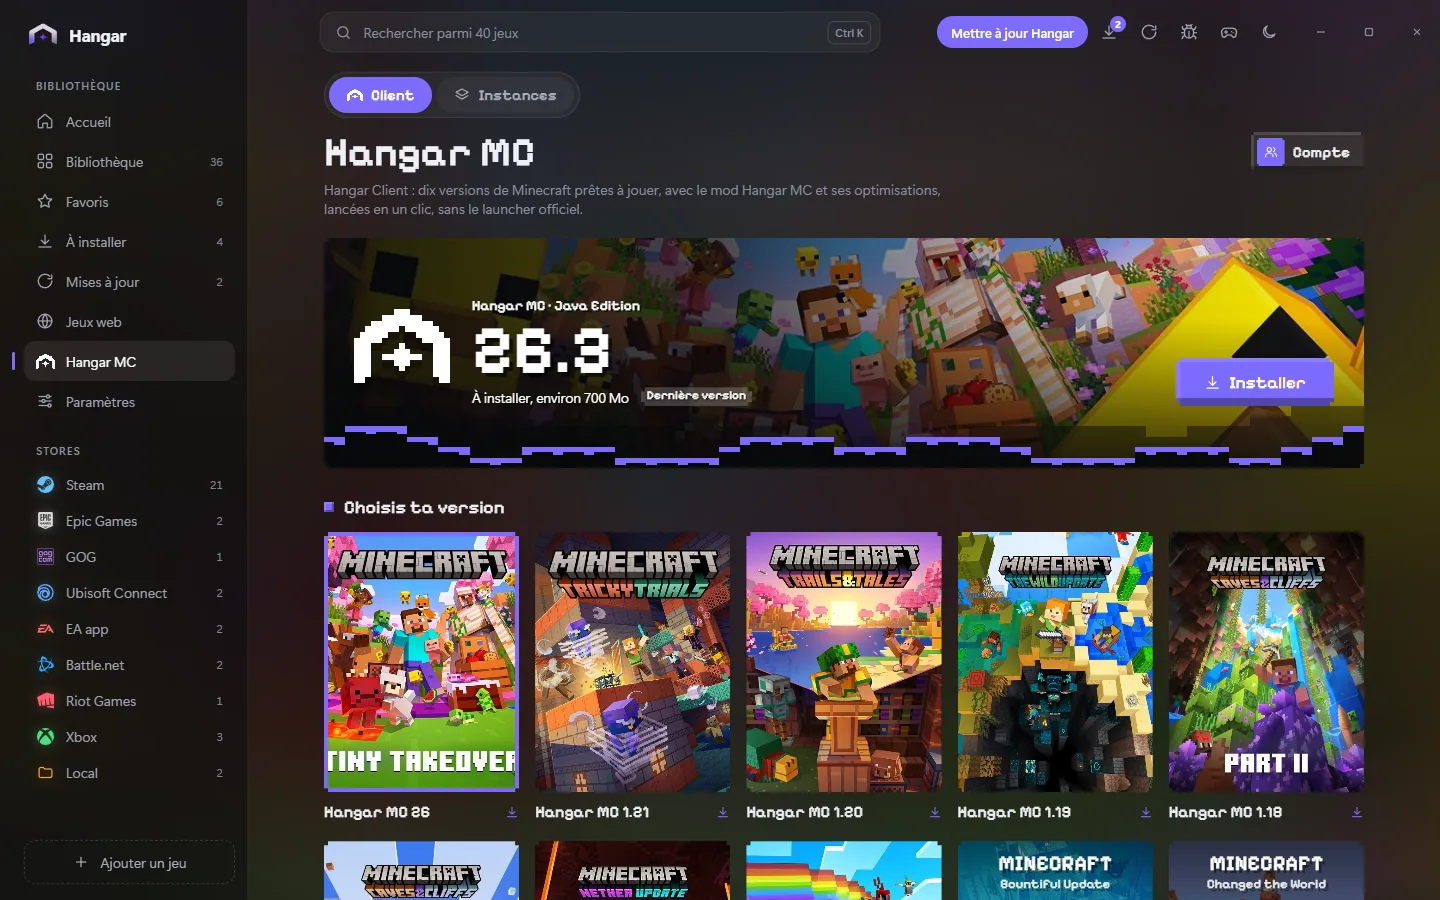 Hangar
Rechercher parmi 40 jeux
Ctrl K
Mettre à jour Hangar
2
BIBLIOTHÈQUE
Accueil
Bibliothèque 36
Favoris 6
À installer 4
Mises à jour 2
Jeux web
Hangar MC
Paramètres
STORES
Steam 21
Epic Games 2
GOG 1
Ubisoft Connect 2
EA app 2
Battle.net 2
Riot Games 1
Xbox 3
Local 2
Ajouter un jeu
Client
Instances
Hangar MC
Compte
Hangar Client : dix versions de Minecraft prêtes à jouer, avec le mod Hangar MC et ses optimisations,
lancées en un clic, sans le launcher officiel.
Hangar MC · Java Edition
26.3
À installer, environ 700 Mo
Dernière version
Installer
Choisis ta version
MINECRAFT
TINY TAKEOVER
MINECRAFT
TRICKY TRIALS
MINECRAFT
TRAILS & TALES
MINECRAFT
THE WILD UPDATE
MINECRAFT
CAVES & CLIFFS
PART II
Hangar MC 26
Hangar MC 1.21
Hangar MC 1.20
Hangar MC 1.19
Hangar MC 1.18
MINECRAFT
CAVES & CLIFFS
MINECRAFT
NETHER UPDATE
MINECRAFT
Bountiful Update
MINECRAFT
Changed the World